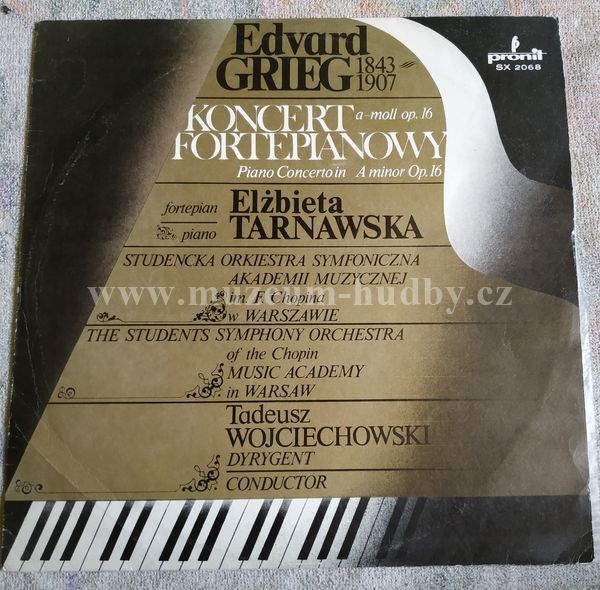 Edvard
GRIEG 1843 1907
pronit
SX 2068
KONCERT a-moll op. 16
FORTEPIANOWY
Piano Concerto in A minor Op. 16
fortepian Elżbieta
piano TARNAWSKA
STUDENCKA ORKIESTRA SYMFONICZNA
AKADEMII MUZYCZNEJ
im. F. Chopina
w WARSZAWIE
www.muzeum-hudby.cz
THE STUDENTS SYMPHONY ORCHESTRA
of the Chopin
MUSIC ACADEMY
in WARSAW
Tadeusz
WOJCIECHOWSKI
DYRYGENT
CONDUCTOR